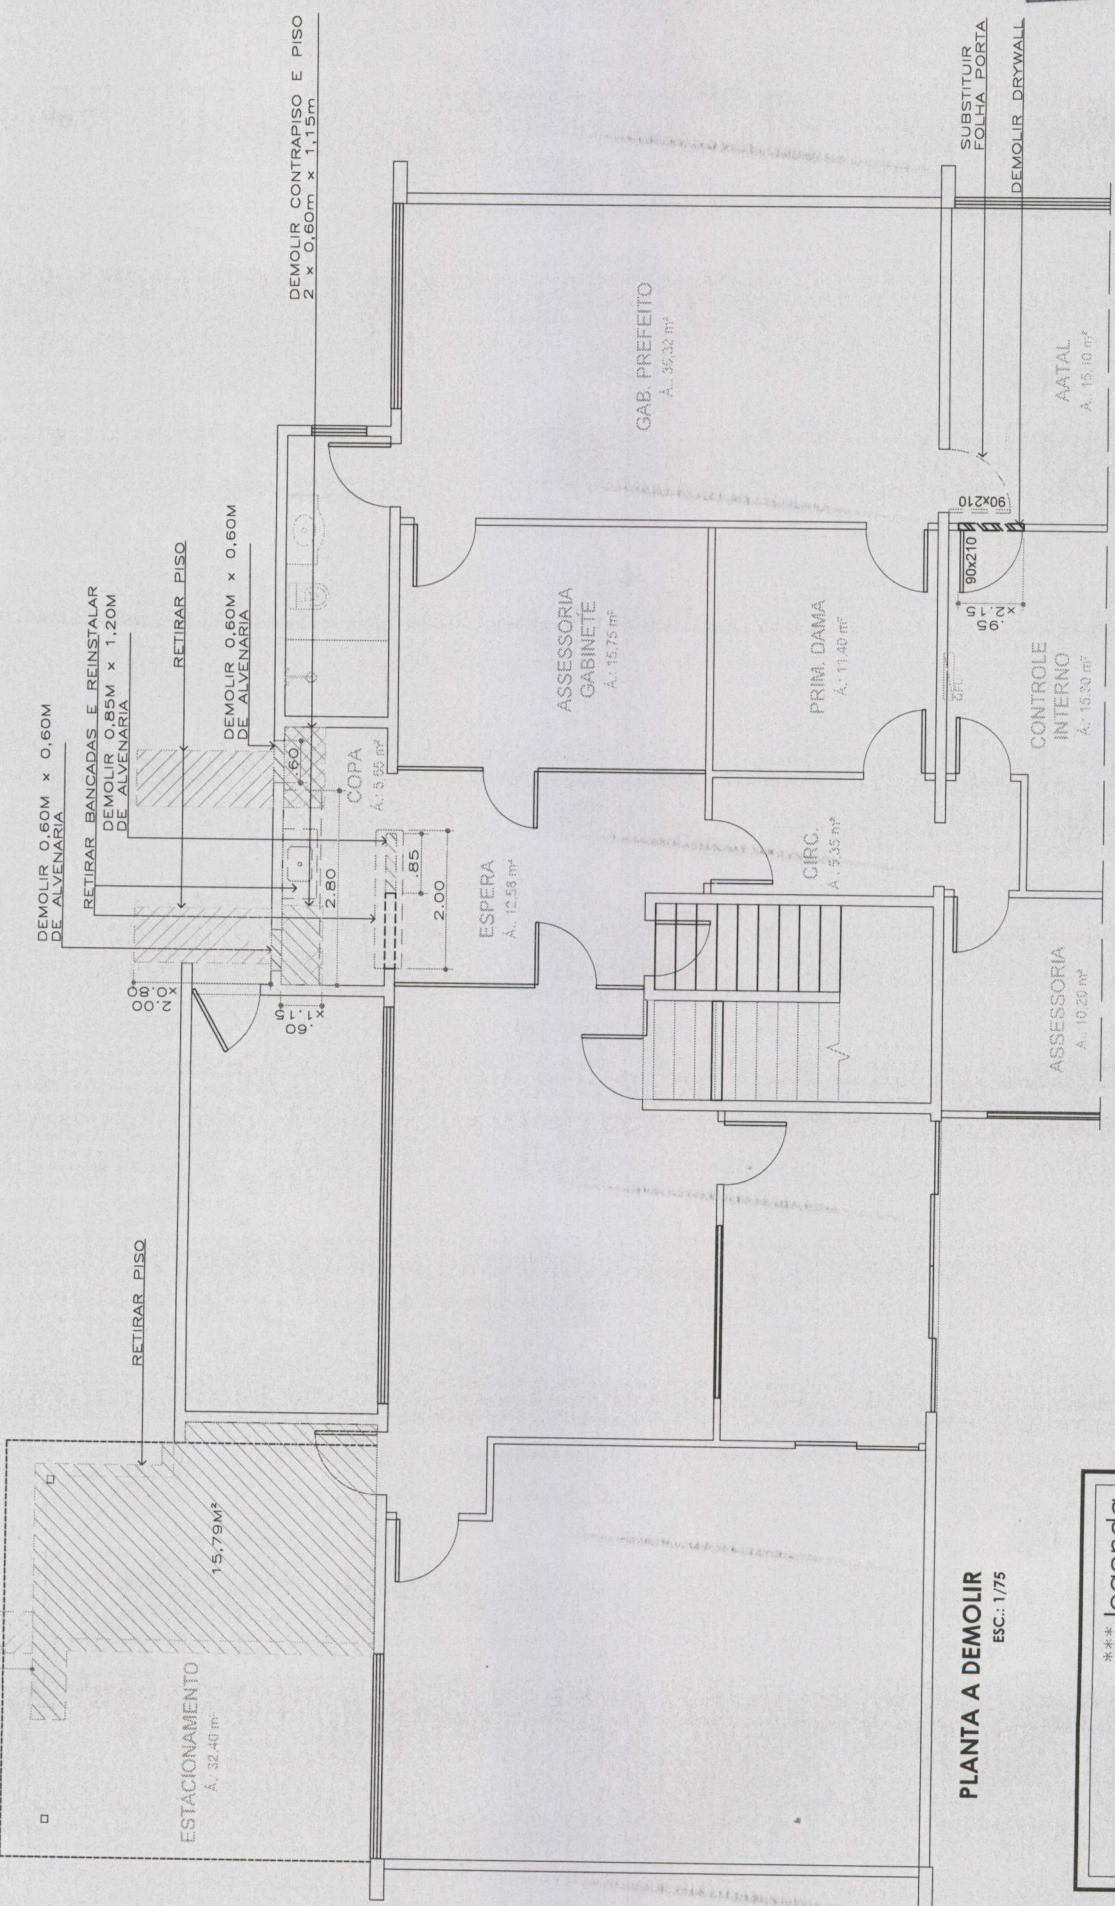 DEMOLIR 0,60M x 0,60M
DE ALVENARIA
RETIRAR BANCADAS E REINSTALAR
DEMOLIR 0,85M x 1,20M
DE ALVENARIA
RETIRAR PISO
DEMOLIR 0,60M x 0,60M
DE ALVENARIA
DEMOLIR CONTRAPISO E PISO
2 x 0,60m x 1,15m
RETIRAR PISO
15,79M²
ESTACIONAMENTO
Á.: 32,40 m²
2.00
x0.80
.60
x1.15
2.80
.60
COPA
.85
2.00
ESPERA
Á.: 12,58 m²
ASSESSORIA
GABINETE
Á.: 15,75 m²
GAB. PREFEITO
Á.: 35,32 m²
PRIM. DAMA
Á.: 11,40 m²
CIRC.
Á.: 5,35 m²
SUBSTITUIR
FOLHA PORTA
DEMOLIR DRYWALL
90x210
90x210
.95
x2.15
CONTROLE
INTERNO
Á.: 15,30 m²
AATAL
Á.: 15,10 m²
ASSESSORIA
Á.: 10,20 m²
PLANTA A DEMOLIR
ESC.: 1/75
*** legenda